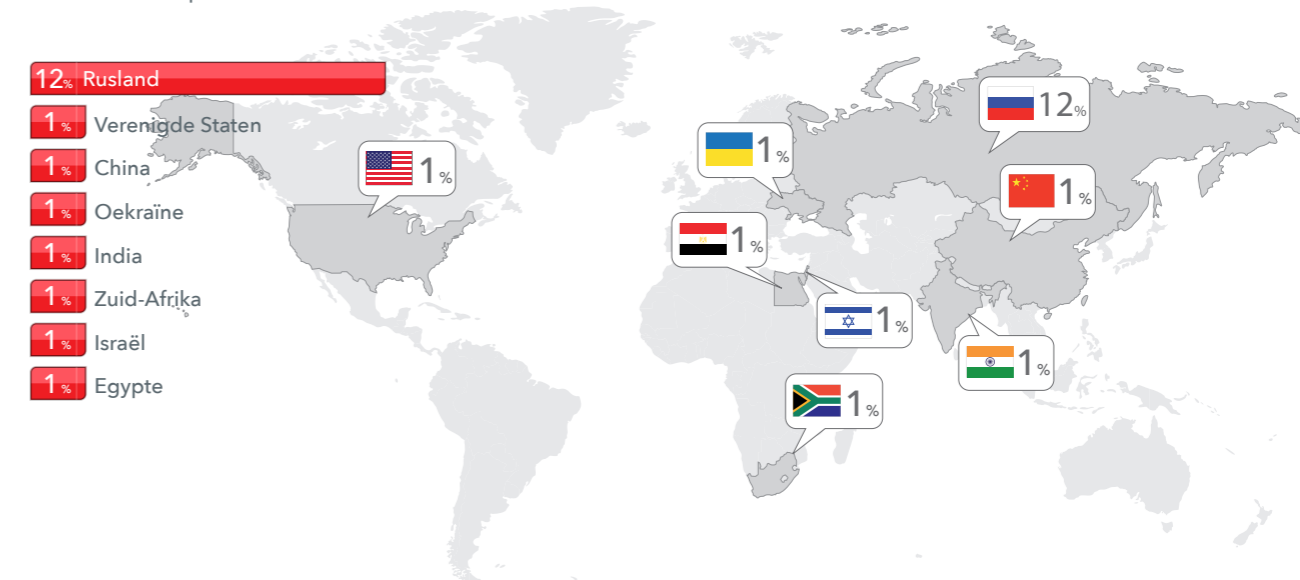 12% Rusland
1% Verenigde Staten
1% China
1% Oekraïne
1% India
1% Zuid-Afrika
1% Israël
1% Egypte
1%
12%
1%
1%
1%
1%
1%
1%